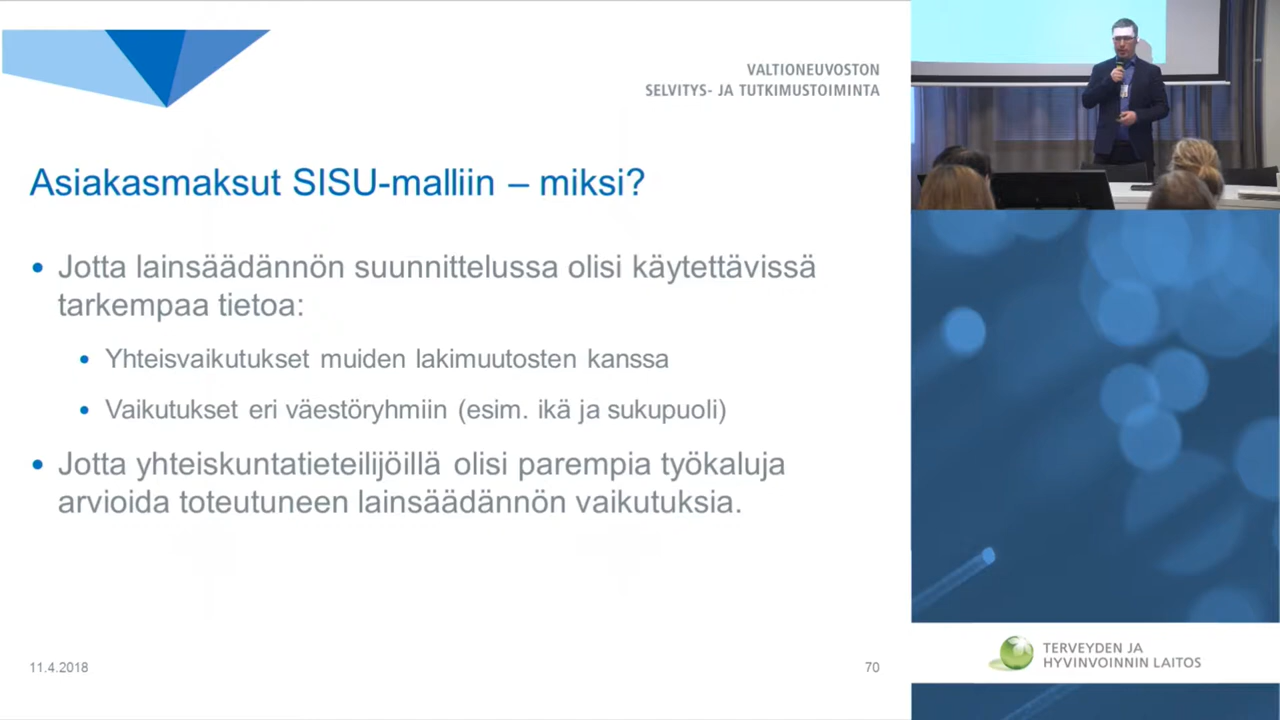 VALTIONEUVOSTON
SELVITYS- JA TUTKIMUSTOIMINTA
Asiakasmaksut SISU-malliin – miksi?
• Jotta lainsäädännön suunnittelussa olisi käytettävissä
tarkempaa tietoa:
• Yhteisvaikutukset muiden lakimuutosten kanssa
• Vaikutukset eri väestöryhmiin (esim. ikä ja sukupuoli)
• Jotta yhteiskuntatieteilijöillä olisi parempia työkaluja
arvioida toteutuneen lainsäädännön vaikutuksia.
11.4.2018
70
TERVEYDEN JA
HYVINVOINNIN LAITOS